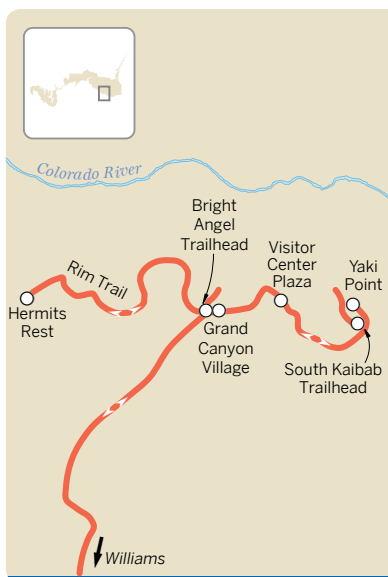 Colorado River
Bright
Angel
Trailhead
Visitor
Center
Plaza
Yaki
Point
Rim Trail
Hermits
Rest
Grand
Canyon
Village
South Kaibab
Trailhead
Williams